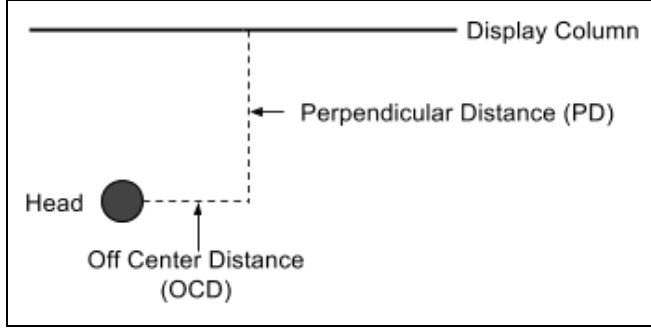 Display Column
Perpendicular Distance (PD)
Head
Off Center Distance
(OCD)